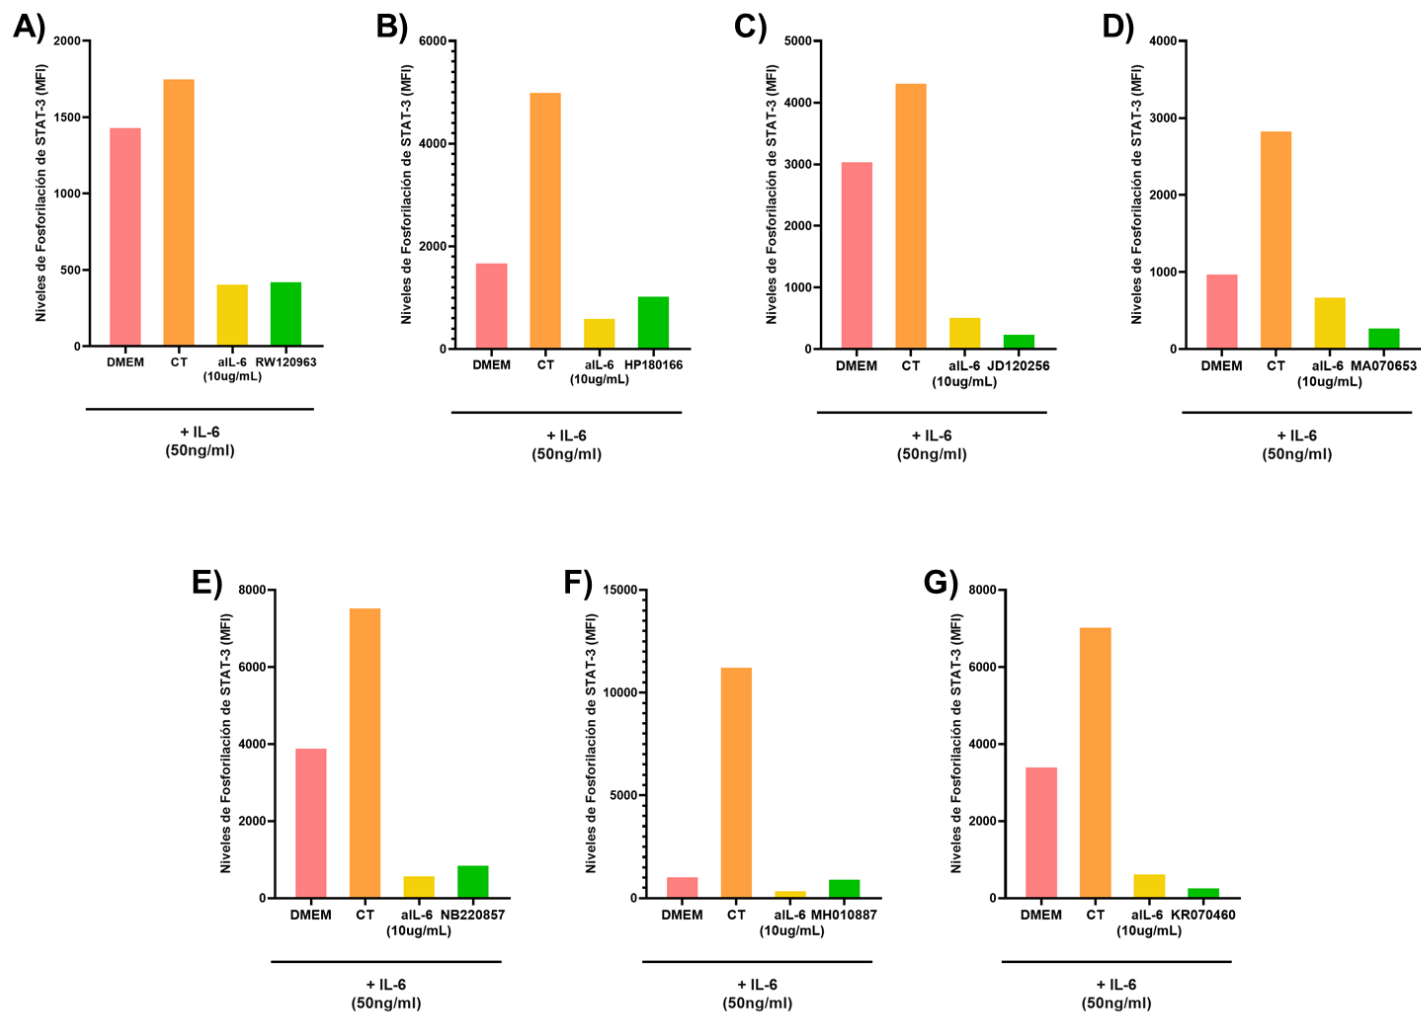 A)
Niveles de Fosforilación de STAT-3 (MFI)
2000
1500
1000
500
0
DMEM CT aIL-6 RW120963
(10ug/mL)
+ IL-6
(50ng/ml)
B)
Niveles de Fosforilación de STAT-3 (MFI)
6000
4000
2000
0
DMEM CT aIL-6 HP180166
(10ug/mL)
+ IL-6
(50ng/ml)
C)
Niveles de Fosforilación de STAT-3 (MFI)
5000
4000
3000
2000
1000
0
DMEM CT aIL-6 JD120256
(10ug/mL)
+ IL-6
(50ng/ml)
D)
Niveles de Fosforilación de STAT-3 (MFI)
4000
3000
2000
1000
0
DMEM CT aIL-6 MA070653
(10ug/mL)
+ IL-6
(50ng/ml)
E)
Niveles de Fosforilación de STAT-3 (MFI)
8000
6000
4000
2000
0
DMEM CT aIL-6 NB220857
(10ug/mL)
+ IL-6
(50ng/ml)
F)
Niveles de Fosforilación de STAT-3 (MFI)
15000
10000
5000
0
DMEM CT aIL-6 MH010887
(10ug/mL)
+ IL-6
(50ng/ml)
G)
Niveles de Fosforilación de STAT-3 (MFI)
8000
6000
4000
2000
0
DMEM CT aIL-6 KR070460
(10ug/mL)
+ IL-6
(50ng/ml)